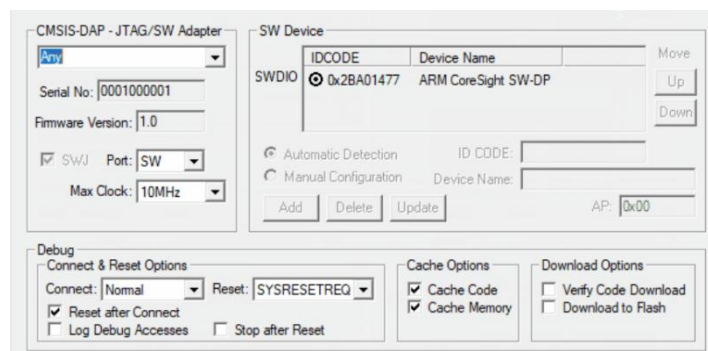 CMSIS-DAP - JTAG/SW Adapter
Any
Serial No: 0001000001
Firmware Version: 1.0
SWJ Port: SW
Max Clock: 10MHz
SW Device
IDCODE Device Name Move
SWDIO 0x2BA01477 ARM CoreSight SW-DP Up
Down
Automatic Detection ID CODE:
Manual Configuration Device Name:
Add Delete Update AP: 0x00
Debug
Connect & Reset Options
Connect: Normal Reset: SYSRESETREQ
Reset after Connect
Log Debug Accesses Stop after Reset
Cache Options
Cache Code
Cache Memory
Download Options
Verify Code Download
Download to Flash